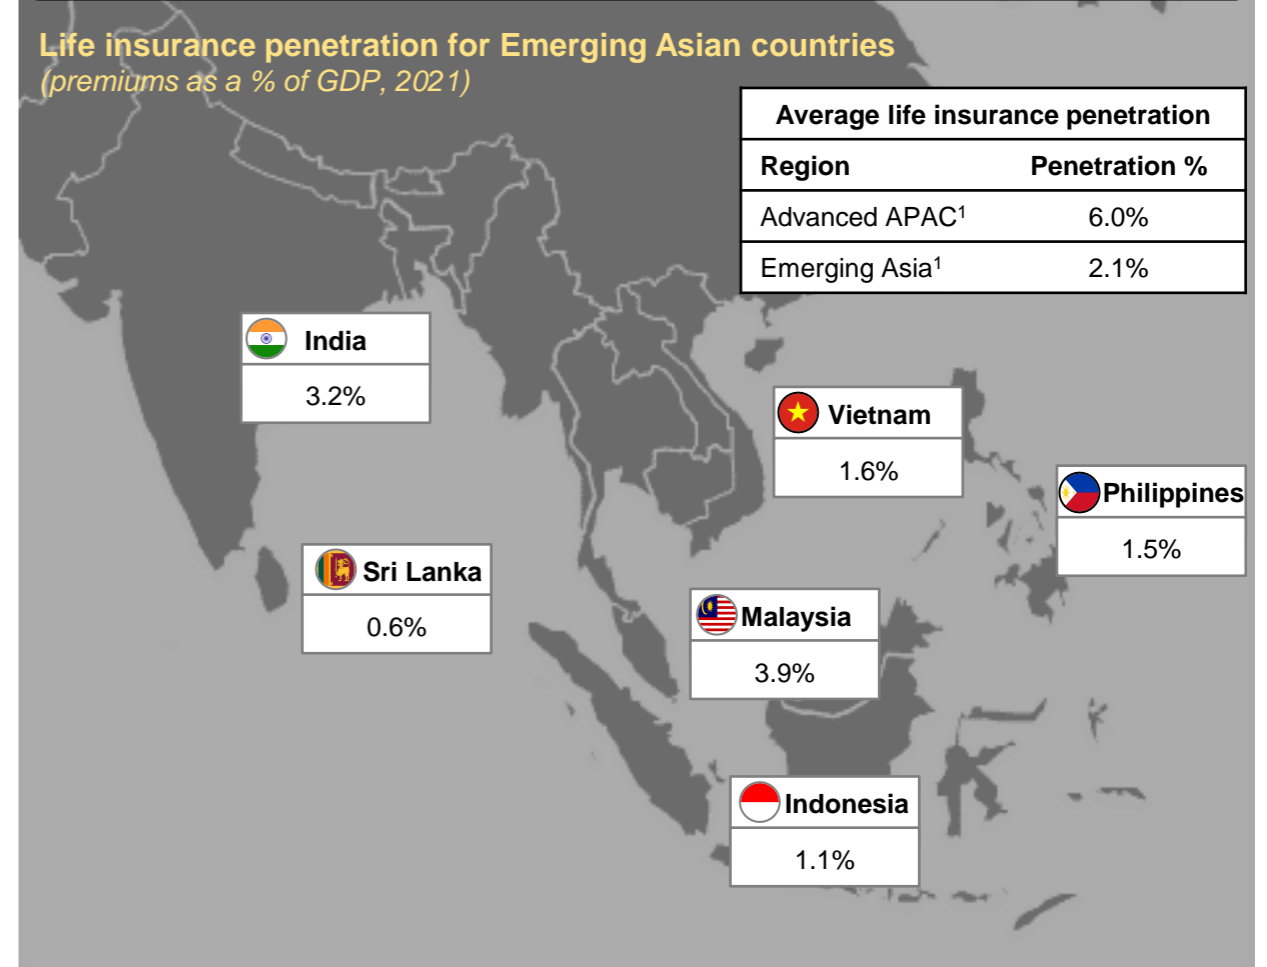 Life insurance penetration for Emerging Asian countries
(premiums as a % of GDP, 2021)
Average life insurance penetration
Region Penetration %
Advanced APAC¹ 6.0%
Emerging Asia¹ 2.1%
India
3.2%
Vietnam
1.6%
Philippines
1.5%
Sri Lanka
0.6%
Malaysia
3.9%
Indonesia
1.1%